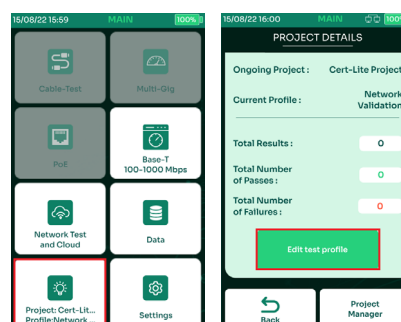 15/08/22 15:59 MAIN 100%
Cable-Test
Multi-Gig
PoE
Base-T
100-1000 Mbps
Network Test
and Cloud
Data
Project: Cert-Lit...
Profile:Network ...
Settings
15/08/22 16:00 MAIN 100%
PROJECT DETAILS
Ongoing Project : Cert-Lite Project
Current Profile : Network
Validation
Total Results : 0
Total Number
of Passes : 0
Total Number
of Failures : 0
Edit test profile
Back
Project
Manager